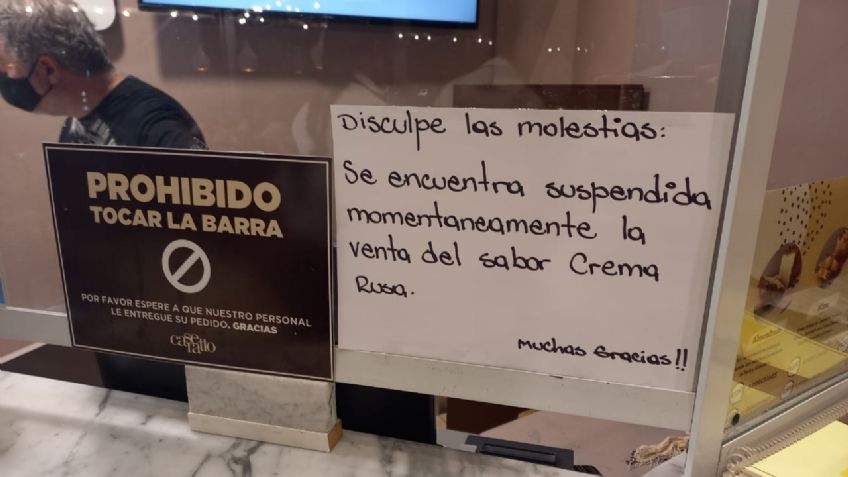 PROHIBIDO
TOCAR LA BARRA
POR FAVOR ESPERE A QUE NUESTRO PERSONAL
LE ENTREGUE SU PEDIDO. GRACIAS
Disculpe las molestias:
Se encuentra suspendida
momentaneamente la
venta del sabor Crema
Rusa.
Muchas Gracias!!